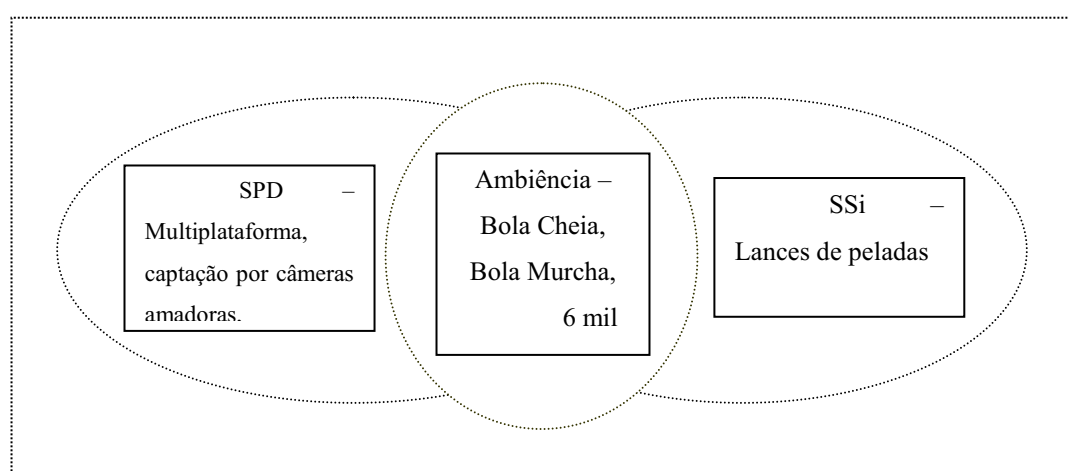 SPD –
Multiplataforma,
captação por câmeras
amadoras.
Ambiência –
Bola Cheia,
Bola Murcha,
6 mil
SSi –
Lances de peladas